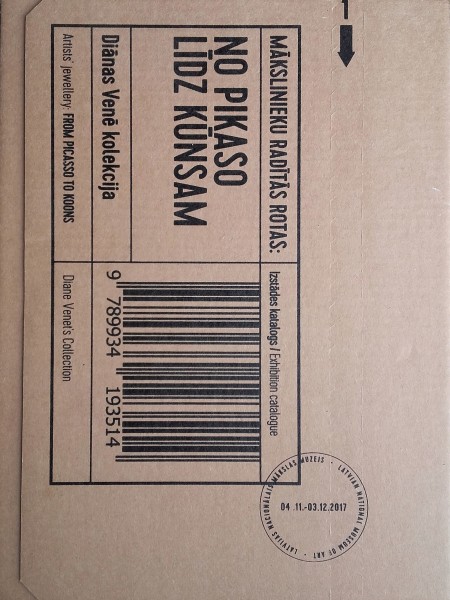 1
MĀKSLINIEKU RADĪTĀS ROTAS:
NO PIKASO
LĪDZ KŪNSAM
Diānas Venē kolekcija
Artists' jewellery: FROM PICASSO TO KOONS
Izstādes katalogs / Exhibition catalogue
9 789934 193514
Diane Venet's Collection
LATVIJAS NACIONĀLAIS MĀKSLAS MUZEJS · LATVIAN NATIONAL MUSEUM OF ART ·
04.11.-03.12.2017